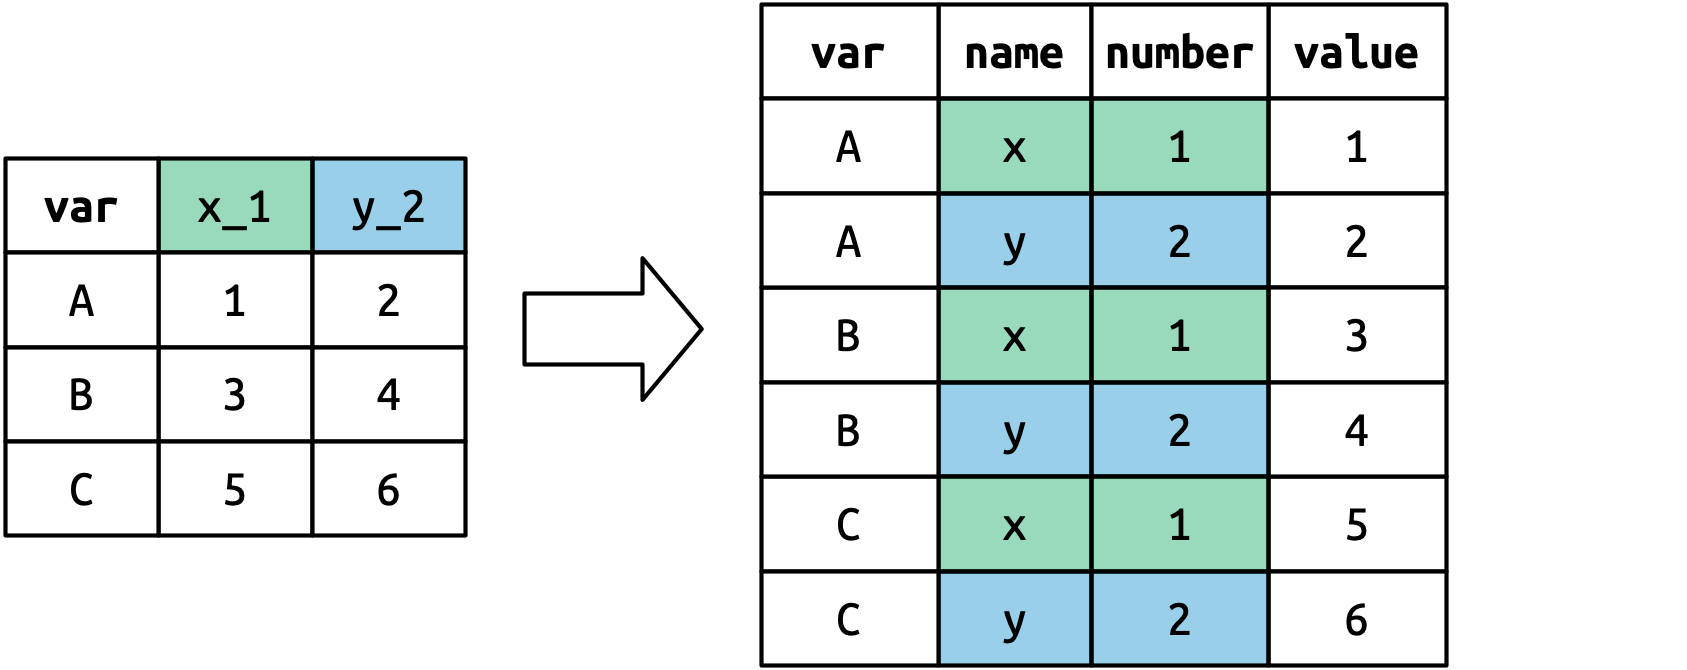 var x_1 y_2
A 1 2
B 3 4
C 5 6
var name number value
A x 1 1
A y 2 2
B x 1 3
B y 2 4
C x 1 5
C y 2 6